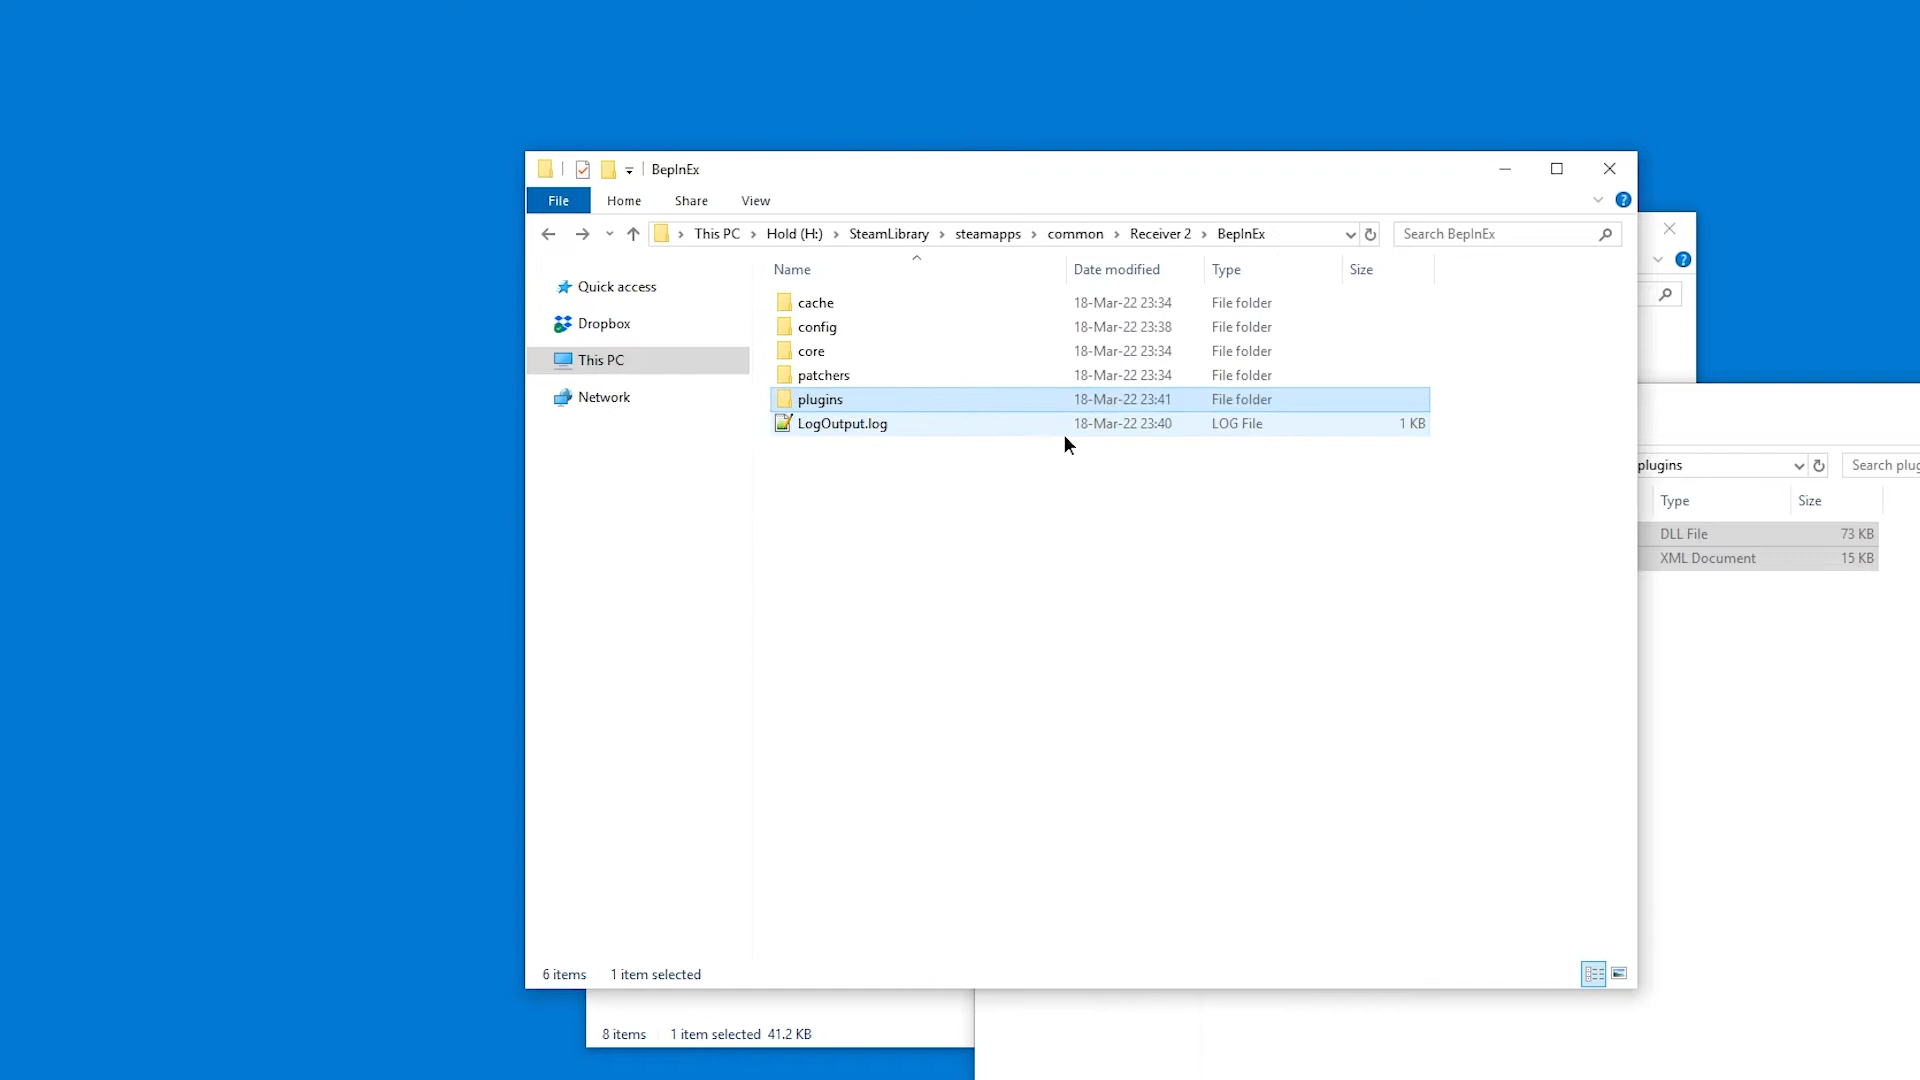 BepInEx
File Home Share View
This PC Hold (H:) SteamLibrary steamapps common Receiver 2 BepInEx Search BepInEx
Name Date modified Type Size
Quick access
Dropbox
This PC
Network
cache 18-Mar-22 23:34 File folder
config 18-Mar-22 23:38 File folder
core 18-Mar-22 23:34 File folder
patchers 18-Mar-22 23:34 File folder
plugins 18-Mar-22 23:41 File folder
LogOutput.log 18-Mar-22 23:40 LOG File 1 KB
6 items 1 item selected
plugins Search plug
Type Size
DLL File 73 KB
XML Document 15 KB
8 items 1 item selected 41.2 KB